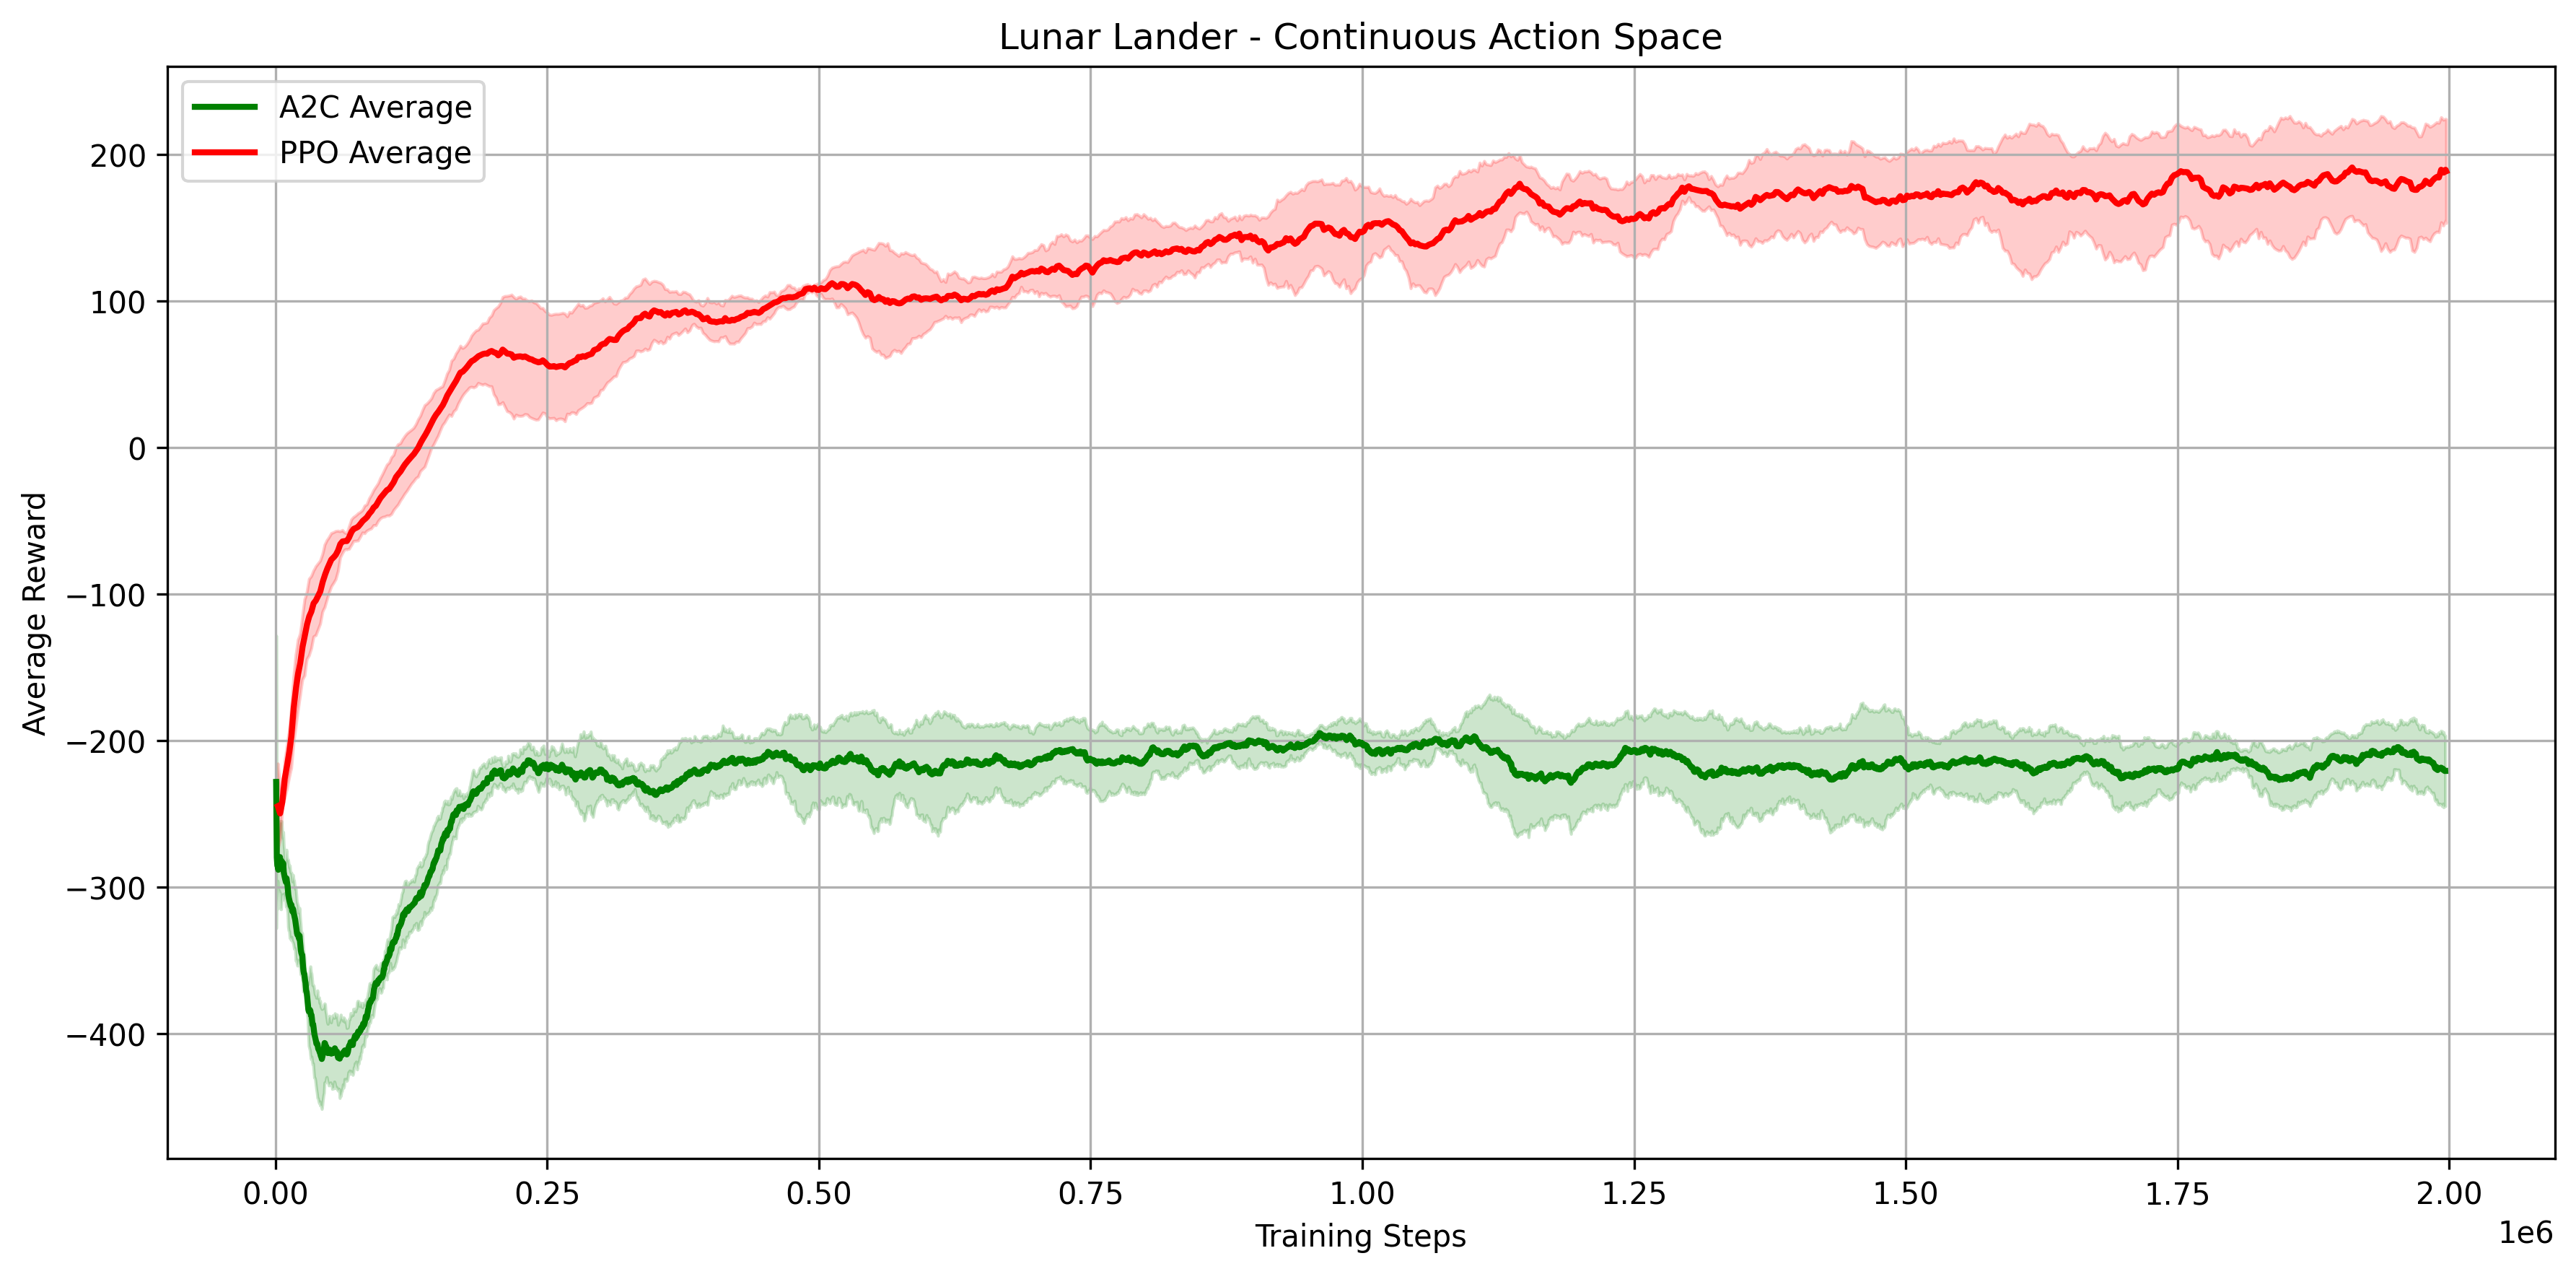 Lunar Lander - Continuous Action Space
A2C Average
PPO Average
200
100
0
−100
−200
−300
−400
Average Reward
0.00 0.25 0.50 0.75 1.00 1.25 1.50 1.75 2.00
1e6
Training Steps